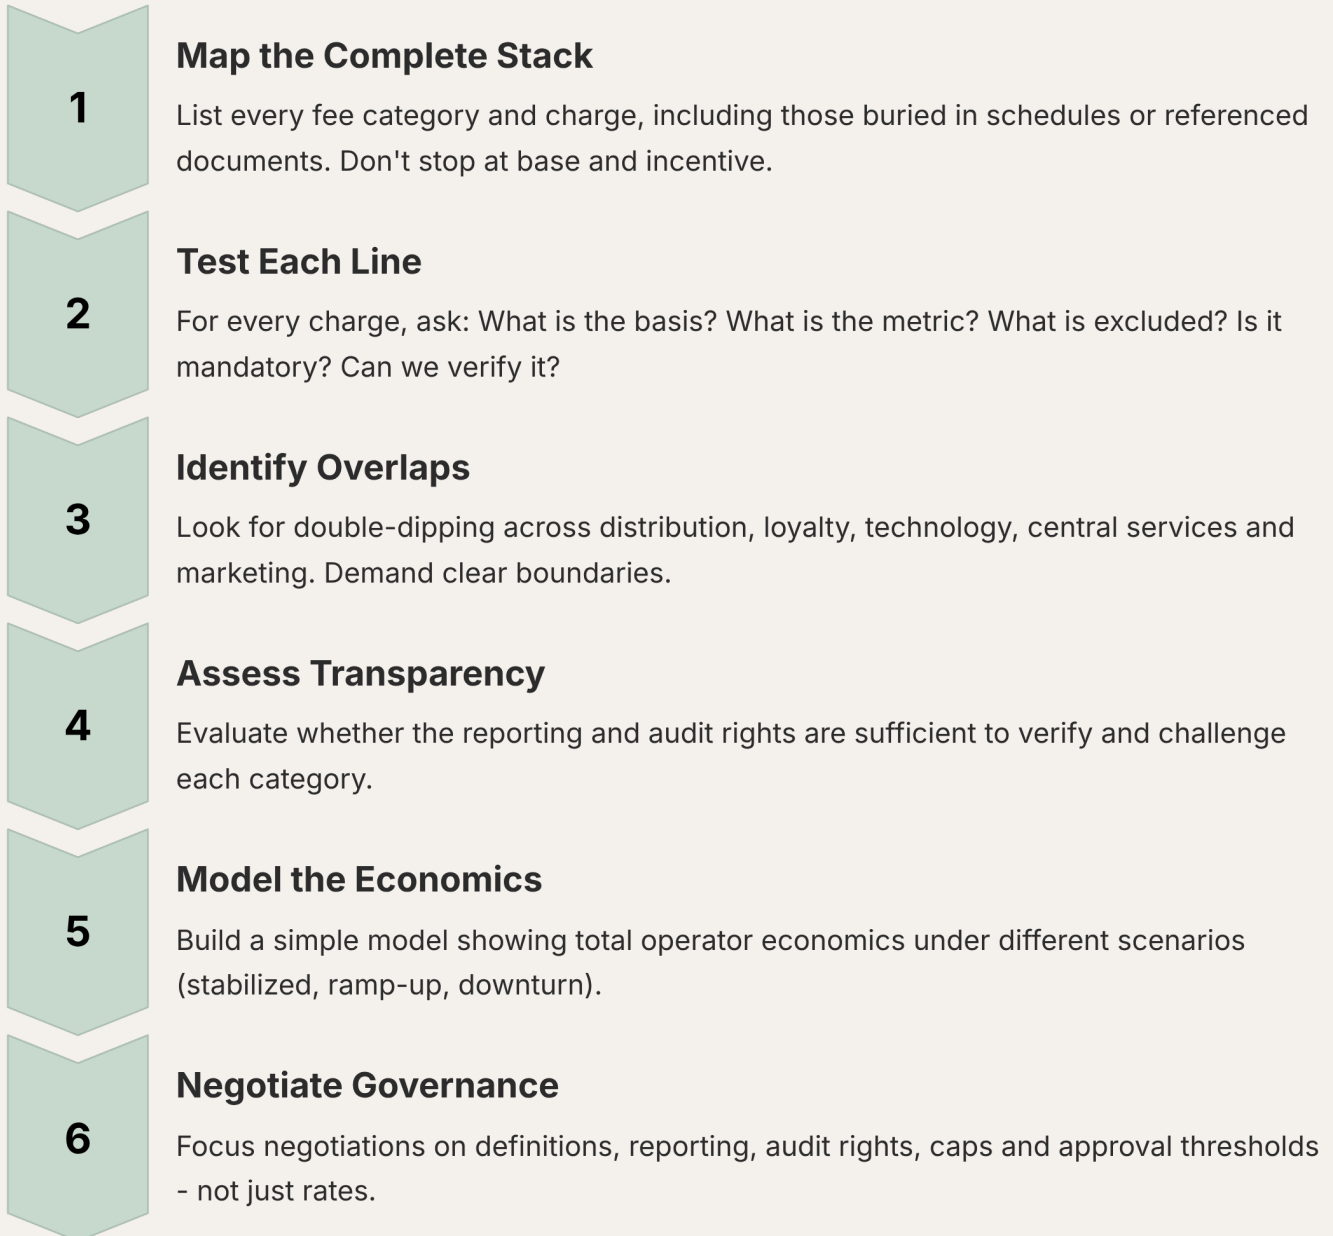 1
Map the Complete Stack
List every fee category and charge, including those buried in schedules or referenced
documents. Don't stop at base and incentive.
2
Test Each Line
For every charge, ask: What is the basis? What is the metric? What is excluded? Is it
mandatory? Can we verify it?
3
Identify Overlaps
Look for double-dipping across distribution, loyalty, technology, central services and
marketing. Demand clear boundaries.
4
Assess Transparency
Evaluate whether the reporting and audit rights are sufficient to verify and challenge
each category.
5
Model the Economics
Build a simple model showing total operator economics under different scenarios
(stabilized, ramp-up, downturn).
6
Negotiate Governance
Focus negotiations on definitions, reporting, audit rights, caps and approval thresholds
- not just rates.